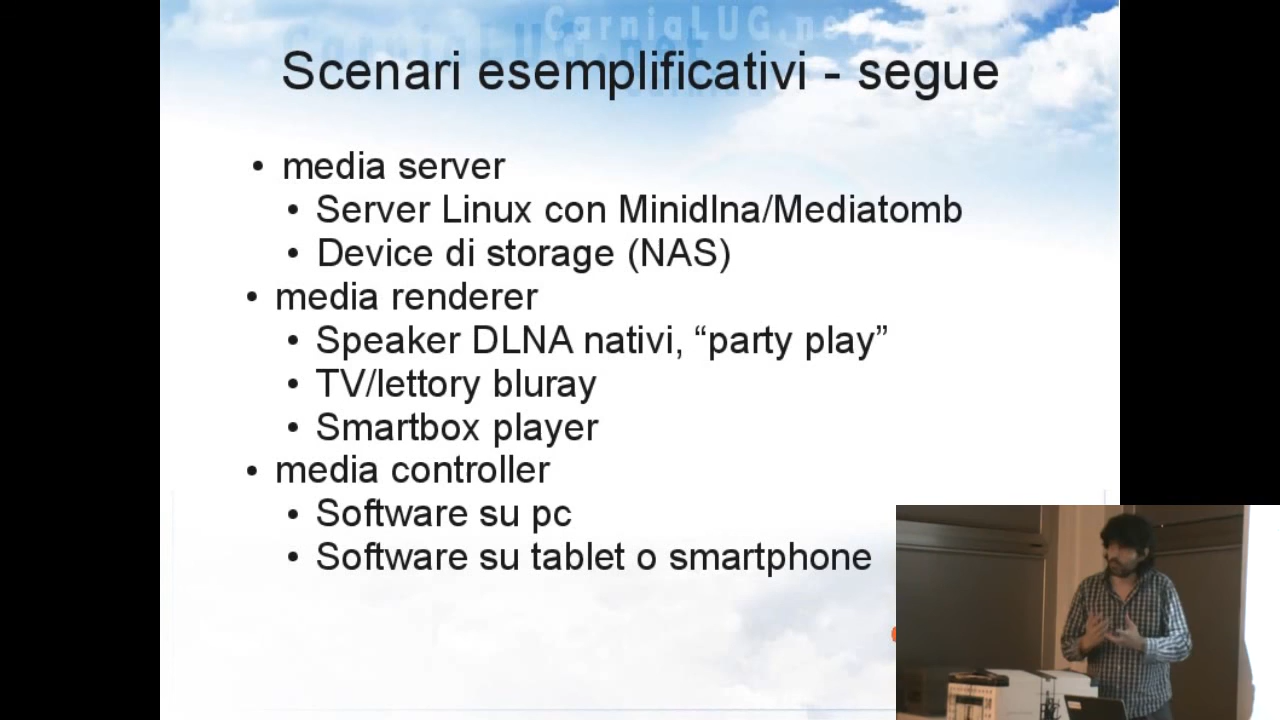 CarniaLUG.net
Scenari esemplificativi - segue
• media server
• Server Linux con Minidlna/Mediatomb
• Device di storage (NAS)
• media renderer
• Speaker DLNA nativi, “party play”
• TV/lettory bluray
• Smartbox player
• media controller
• Software su pc
• Software su tablet o smartphone